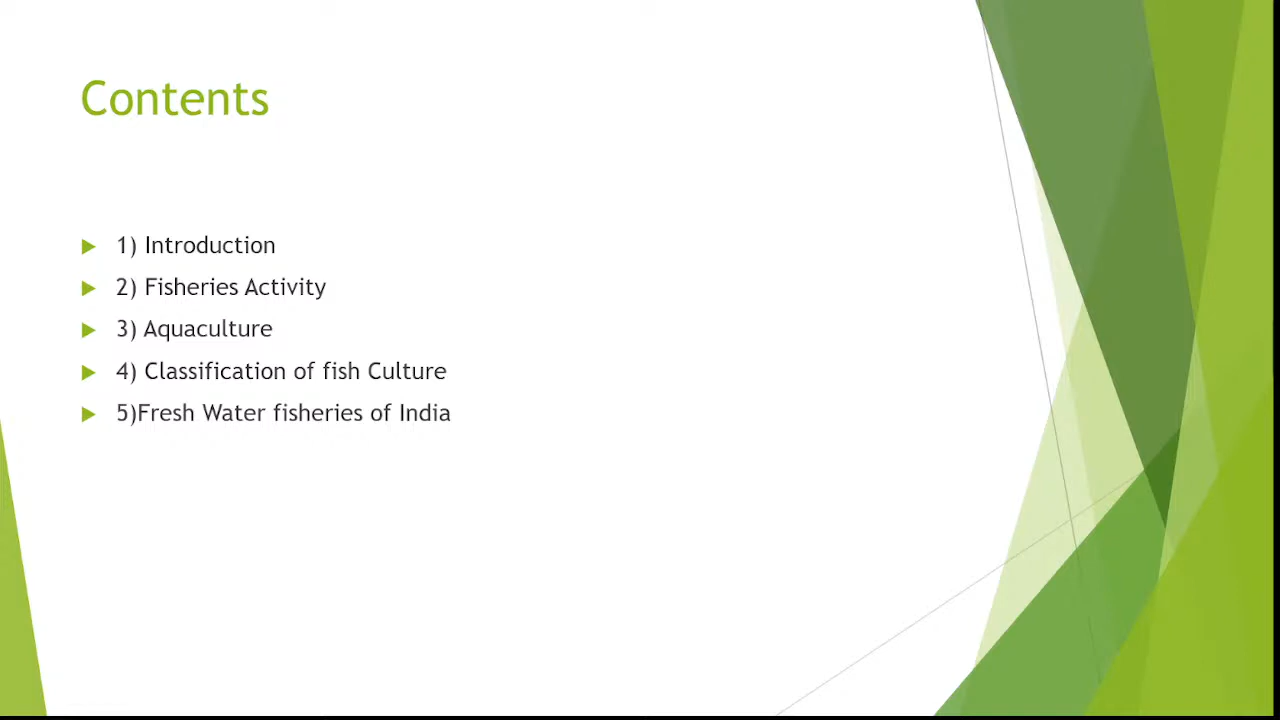 Contents
1) Introduction
2) Fisheries Activity
3) Aquaculture
4) Classification of fish Culture
5)Fresh Water fisheries of India